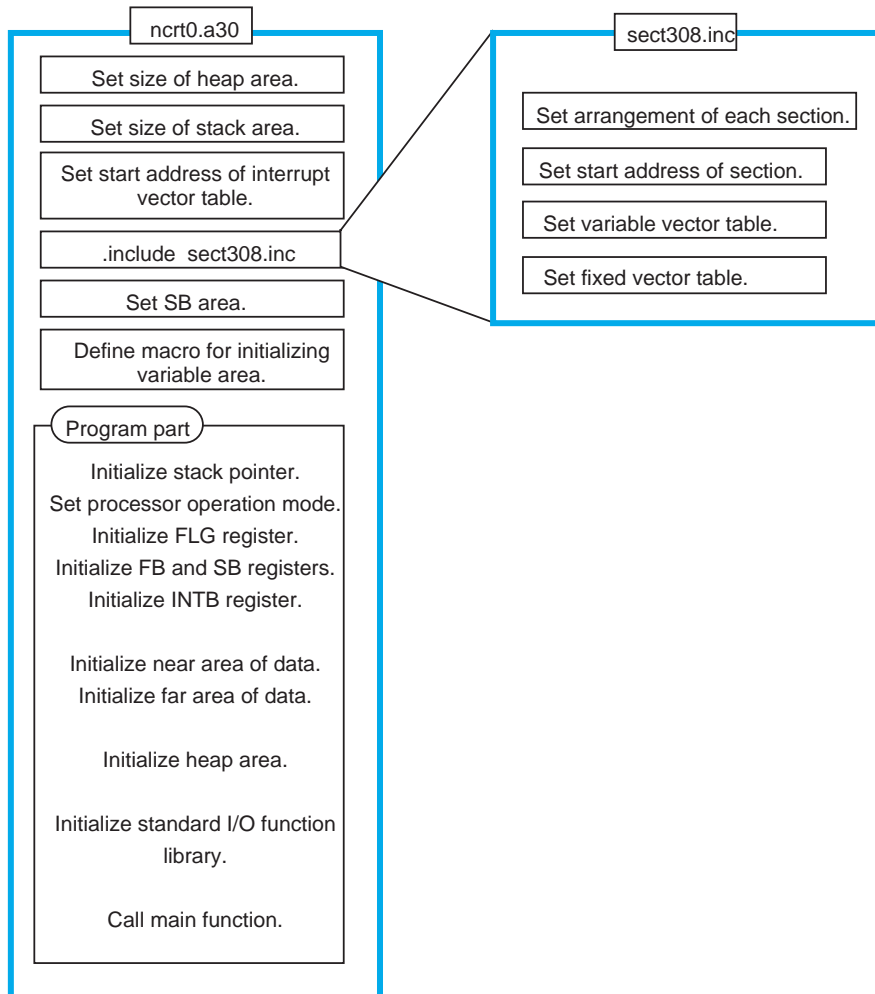 ncrt0.a30
Set size of heap area.
Set size of stack area.
Set start address of interrupt
vector table.
.include sect308.inc
Set SB area.
Define macro for initializing
variable area.
Program part
Initialize stack pointer.
Set processor operation mode.
Initialize FLG register.
Initialize FB and SB registers.
Initialize INTB register.
Initialize near area of data.
Initialize far area of data.
Initialize heap area.
Initialize standard I/O function
library.
Call main function.
sect308.inc
Set arrangement of each section.
Set start address of section.
Set variable vector table.
Set fixed vector table.